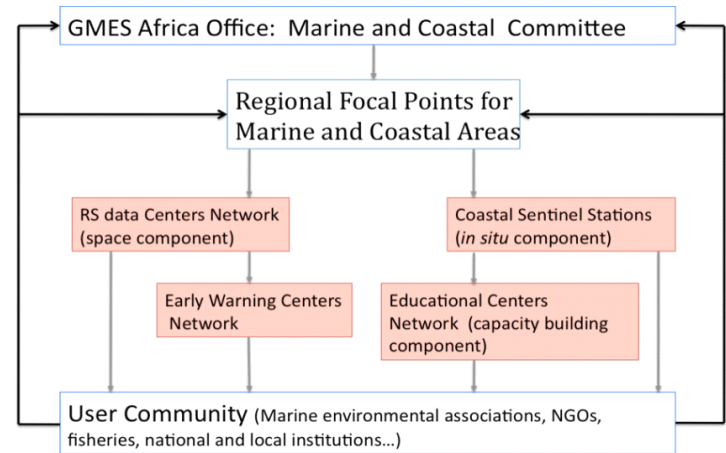 GMES Africa Office: Marine and Coastal Committee
Regional Focal Points for
Marine and Coastal Areas
RS data Centers Network
(space component)
Coastal Sentinel Stations
(in situ component)
Early Warning Centers
Network
Educational Centers
Network (capacity building
component)
User Community (Marine environmental associations, NGOs,
fisheries, national and local institutions...)